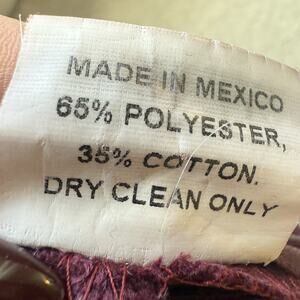 MADE IN MEXICO
65% POLYESTER,
35% COTTON.
DRY CLEAN ONLY